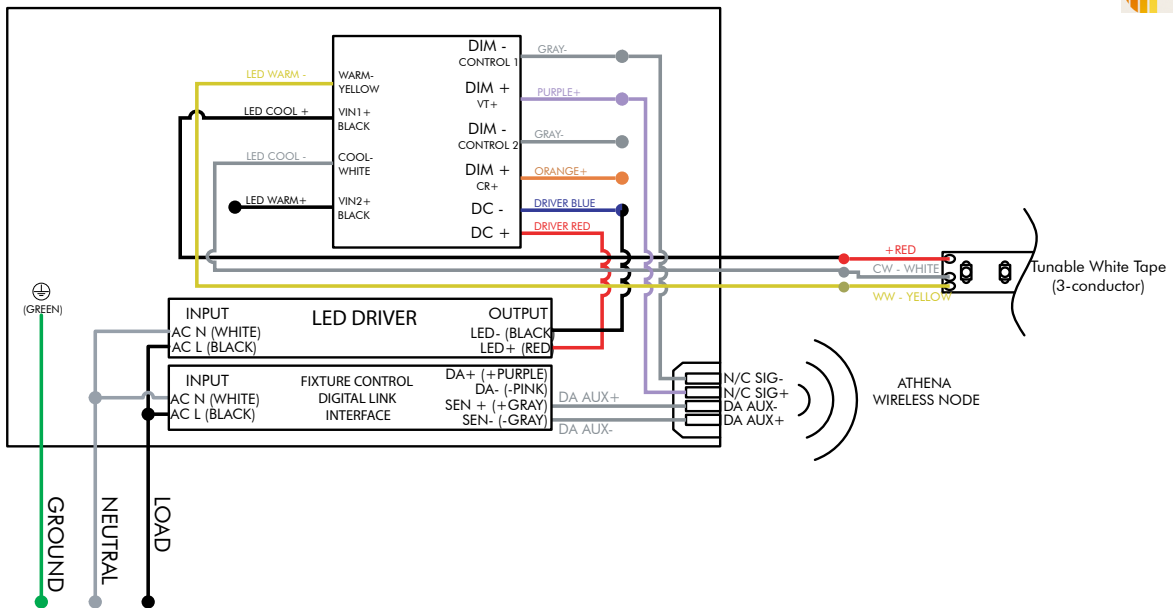 DIM -
CONTROL 1
GRAY-
LED WARM -
WARM-
YELLOW
DIM +
VT+
PURPLE+
LED COOL +
VIN1+
BLACK
DIM -
CONTROL 2
GRAY-
LED COOL -
COOL-
WHITE
DIM +
CR+
ORANGE+
LED WARM+
VIN2+
BLACK
DC -
DRIVER BLUE
DC +
DRIVER RED
+RED
CW - WHITE
WW - YELLOW
Tunable White Tape
(3-conductor)
(GREEN)
INPUT
AC N (WHITE)
AC L (BLACK)
LED DRIVER
OUTPUT
LED- (BLACK)
LED+ (RED)
INPUT
AC N (WHITE)
AC L (BLACK)
FIXTURE CONTROL
DIGITAL LINK
INTERFACE
DA+ (+PURPLE)
DA- (-PINK)
SEN + (+GRAY)
SEN- (-GRAY)
DA AUX+
DA AUX-
N/C SIG-
N/C SIG+
DA AUX-
DA AUX+
ATHENA
WIRELESS NODE
GROUND
NEUTRAL
LOAD